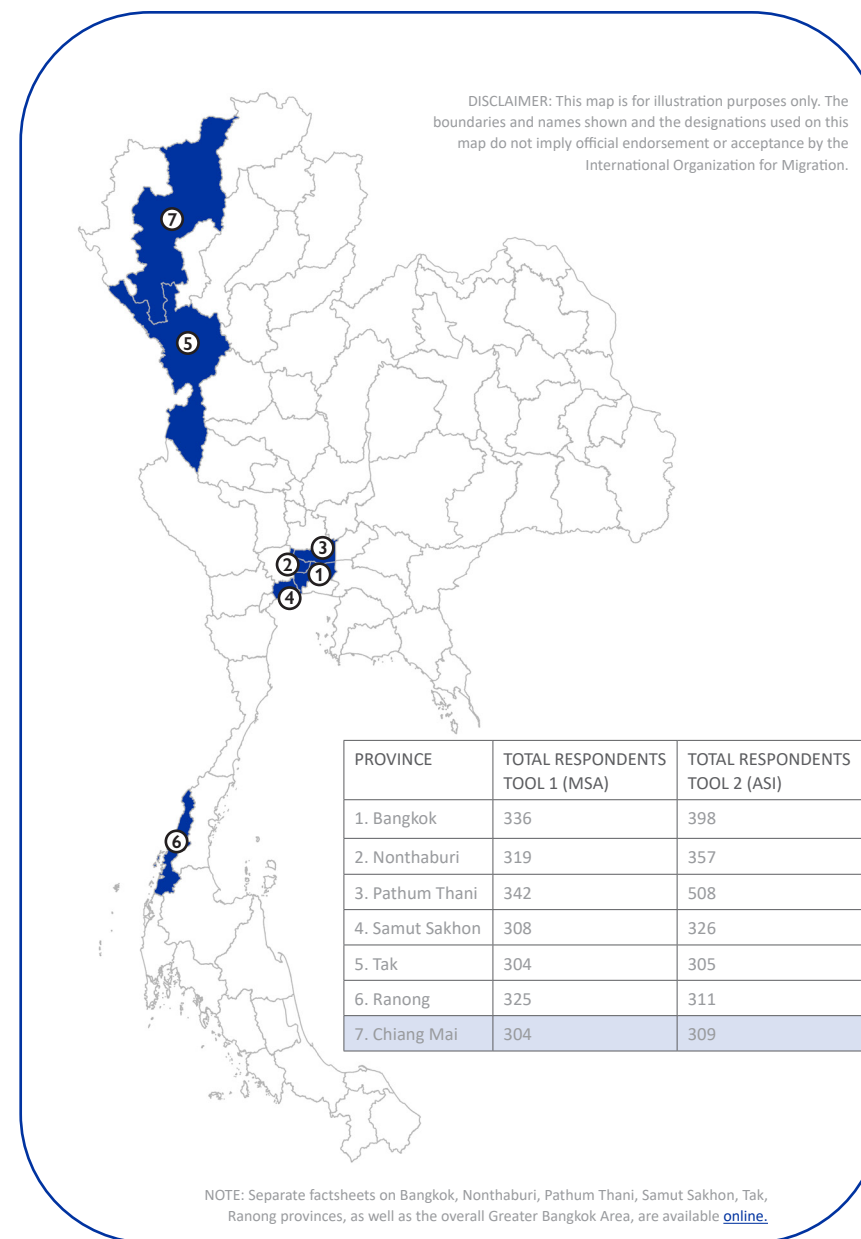 DISCLAIMER: This map is for illustration purposes only. The
boundaries and names shown and the designations used on this
map do not imply official endorsement or acceptance by the
International Organization for Migration.
7
5
3
2
1
4
6
PROVINCE TOTAL RESPONDENTS TOTAL RESPONDENTS
TOOL 1 (MSA) TOOL 2 (ASI)
1. Bangkok 336 398
2. Nonthaburi 319 357
3. Pathum Thani 342 508
4. Samut Sakhon 308 326
5. Tak 304 305
6. Ranong 325 311
7. Chiang Mai 304 309
NOTE: Separate factsheets on Bangkok, Nonthaburi, Pathum Thani, Samut Sakhon, Tak,
Ranong provinces, as well as the overall Greater Bangkok Area, are available online.